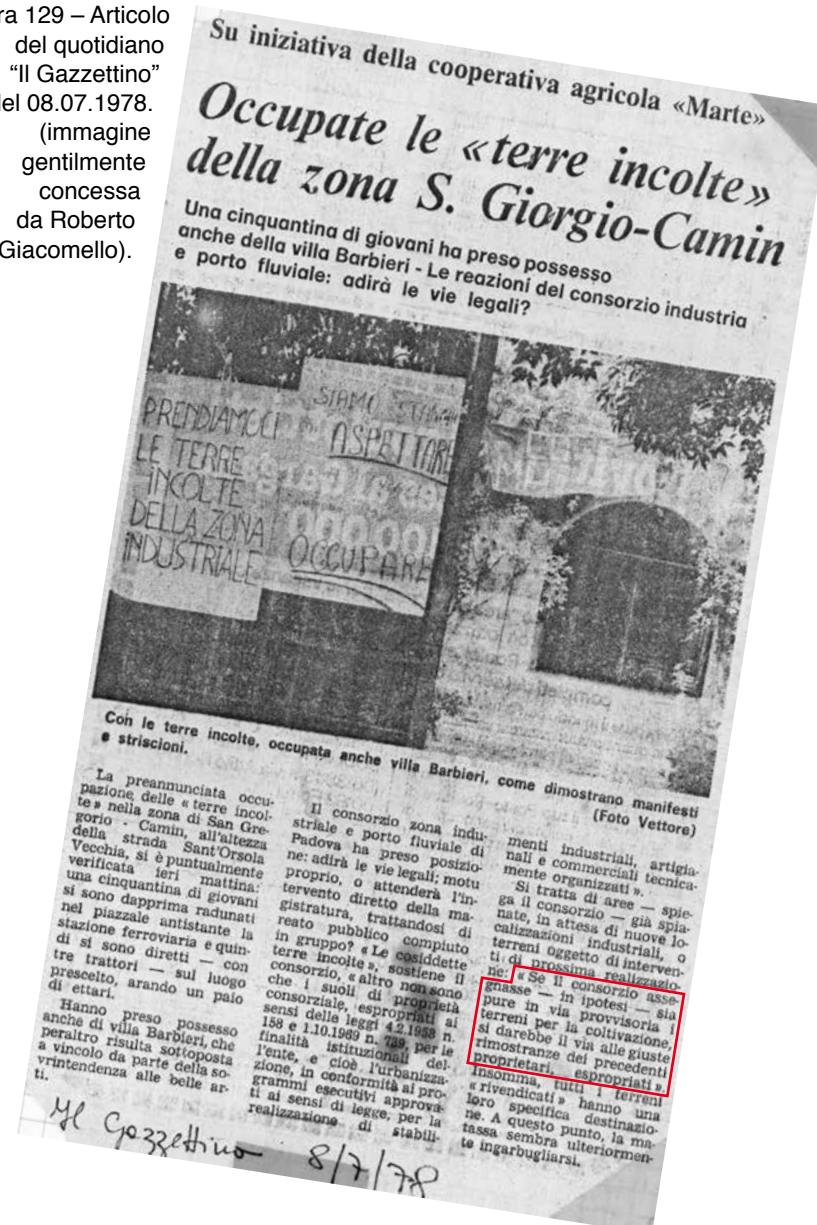 ra 129 – Articolo
del quotidiano
“Il Gazzettino”
del 08.07.1978.
(immagine
gentilmente
concessa
da Roberto
Giacomello).
Su iniziativa della cooperativa agricola «Marte»
Occupate le «terre incolte»
della zona S. Giorgio-Camin
Una cinquantina di giovani ha preso possesso
anche della villa Barbieri - Le reazioni del consorzio industria
e porto fluviale: adirà le vie legali?
PRENDIAMOCI
LE TERRE
INCOLTE
DELLA ZONA
INDUSTRIALE
SIAMO
ASPETTARE
OCCUPARE
Con le terre incolte, occupata anche villa Barbieri, come dimostrano manifesti
e striscioni.
(Foto Vettore)
La preannunciata occu-
pazione delle «terre incol-
te» nella zona di San Gre-
gorio - Camin, all'altezza
della strada Sant'Orsola
Vecchia, si è puntualmente
verificata ieri mattina:
una cinquantina di giovani
si sono dapprima radunati
nel piazzale antistante la
stazione ferroviaria e quin-
di si sono diretti — con
tre trattori — sul luogo
prescelto, arando un paio
di ettari.
Hanno preso possesso
anche di villa Barbieri, che
peraltro risulta sottoposta
a vincolo da parte della so-
vrintendenza alle belle ar-
ti.
Il consorzio zona indu-
striale e porto fluviale di
Padova ha preso posizio-
ne: adirà le vie legali; motu
proprio, o attenderà l'in-
tervento diretto della ma-
gistratura, trattandosi di
reato pubblico compiuto
in gruppo? «Le cosiddette
terre incolte», sostiene il
consorzio, «altro non sono
che i suoli di proprietà
consorziale, espropriati ai
sensi delle leggi 4.2.1958 n.
158 e 1.10.1969 n. 739, per le
finalità istituzionali del-
l'ente, e cioè l'urbanizza-
zione, in conformità ai pro-
grammi esecutivi approva-
ti ai sensi di legge, per la
realizzazione di stabili-
menti industriali, artigia-
nali e commerciali tecnica-
mente organizzati».
Si tratta di aree — spie-
ga il consorzio — già spia-
nate, in attesa di nuove lo-
calizzazioni industriali, o
terreni oggetto di interven-
ti di prossima realizzazio-
ne: «Se il consorzio asse-
gnasse — in ipotesi — sia
pure in via provvisoria i
terreni per la coltivazione,
si darebbe il via alle giuste
rimostranze dei precedenti
proprietari, espropriati».
Insomma, tutti i terreni
«rivendicati» hanno una
loro specifica destinazio-
ne. A questo punto, la ma-
tassa sembra ulteriormen-
te ingarbugliarsi.
Il Gazzettino 8/7/78